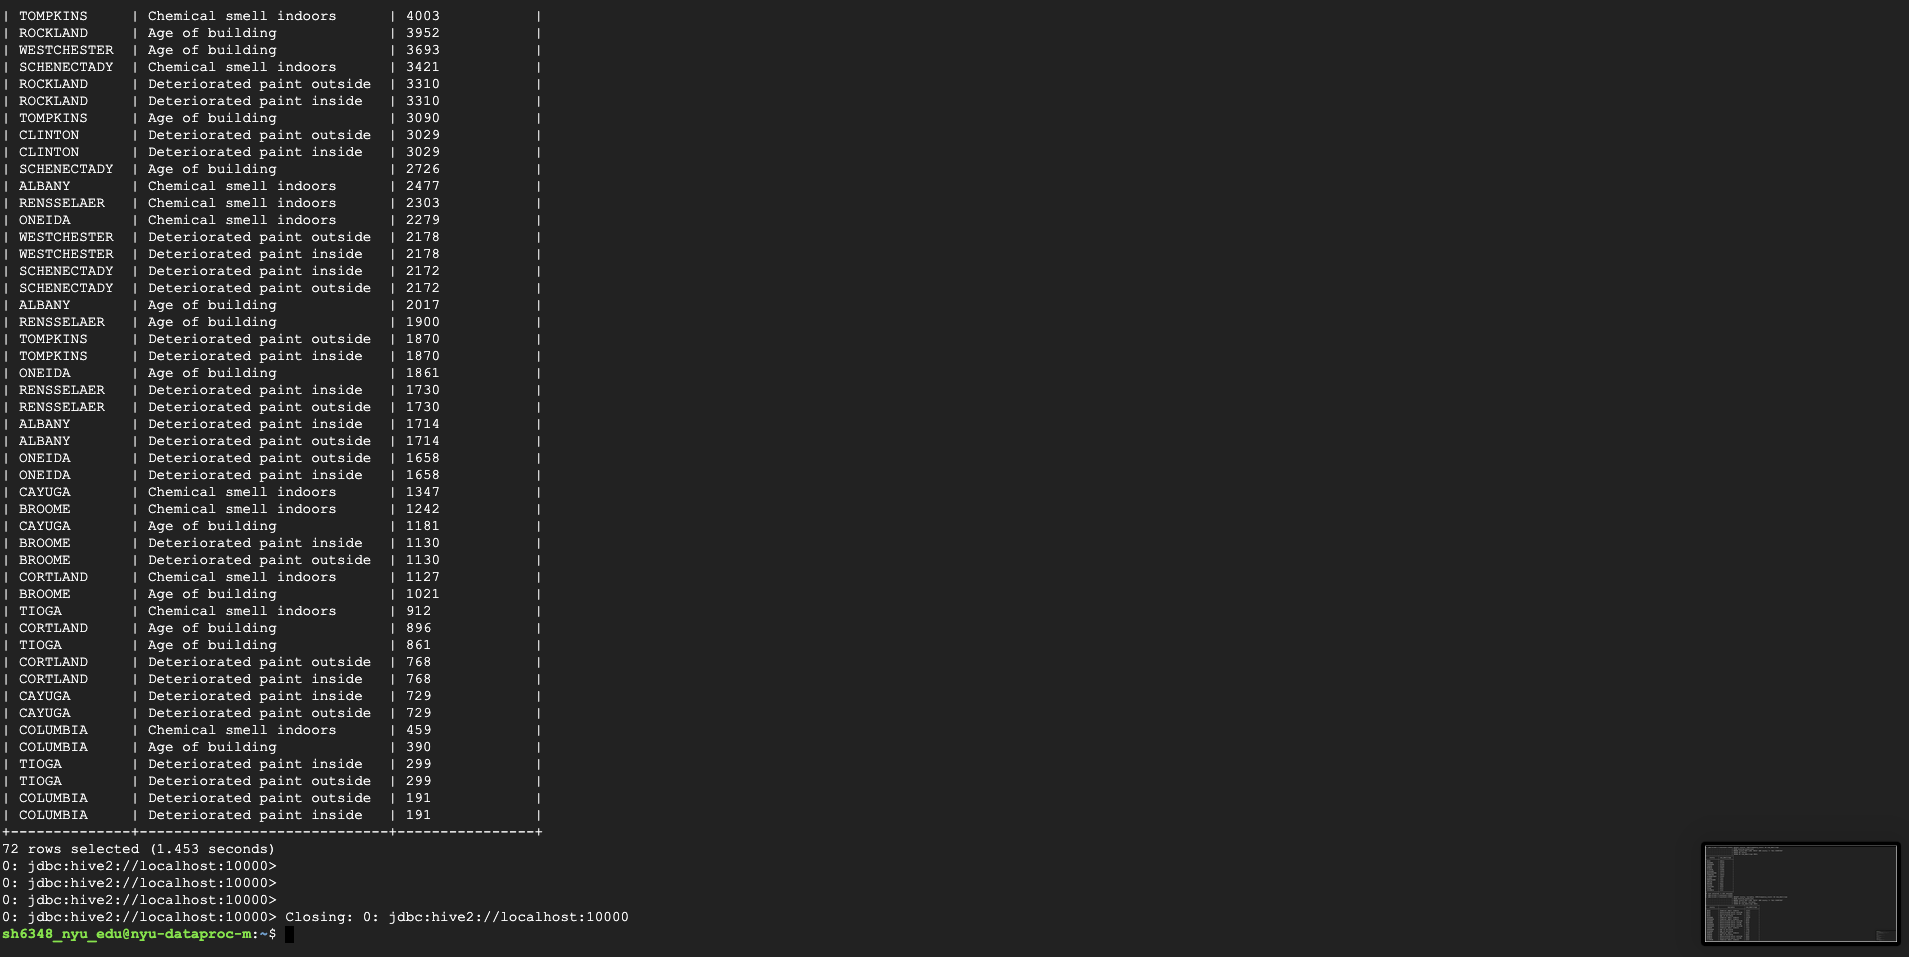 | TOMPKINS     | Chemical smell indoors      | 4003           |
| ROCKLAND     | Age of building             | 3952           |
| WESTCHESTER  | Age of building             | 3693           |
| SCHENECTADY  | Chemical smell indoors      | 3421           |
| ROCKLAND     | Deteriorated paint outside  | 3310           |
| ROCKLAND     | Deteriorated paint inside   | 3310           |
| TOMPKINS     | Age of building             | 3090           |
| CLINTON      | Deteriorated paint outside  | 3029           |
| CLINTON      | Deteriorated paint inside   | 3029           |
| SCHENECTADY  | Age of building             | 2726           |
| ALBANY       | Chemical smell indoors      | 2477           |
| RENSSELAER   | Chemical smell indoors      | 2303           |
| ONEIDA       | Chemical smell indoors      | 2279           |
| WESTCHESTER  | Deteriorated paint outside  | 2178           |
| WESTCHESTER  | Deteriorated paint inside   | 2178           |
| SCHENECTADY  | Deteriorated paint inside   | 2172           |
| SCHENECTADY  | Deteriorated paint outside  | 2172           |
| ALBANY       | Age of building             | 2017           |
| RENSSELAER   | Age of building             | 1900           |
| TOMPKINS     | Deteriorated paint outside  | 1870           |
| TOMPKINS     | Deteriorated paint inside   | 1870           |
| ONEIDA       | Age of building             | 1861           |
| RENSSELAER   | Deteriorated paint inside   | 1730           |
| RENSSELAER   | Deteriorated paint outside  | 1730           |
| ALBANY       | Deteriorated paint inside   | 1714           |
| ALBANY       | Deteriorated paint outside  | 1714           |
| ONEIDA       | Deteriorated paint outside  | 1658           |
| ONEIDA       | Deteriorated paint inside   | 1658           |
| CAYUGA       | Chemical smell indoors      | 1347           |
| BROOME       | Chemical smell indoors      | 1242           |
| CAYUGA       | Age of building             | 1181           |
| BROOME       | Deteriorated paint inside   | 1130           |
| BROOME       | Deteriorated paint outside  | 1130           |
| CORTLAND     | Chemical smell indoors      | 1127           |
| BROOME       | Age of building             | 1021           |
| TIOGA        | Chemical smell indoors      | 912            |
| CORTLAND     | Age of building             | 896            |
| TIOGA        | Age of building             | 861            |
| CORTLAND     | Deteriorated paint outside  | 768            |
| CORTLAND     | Deteriorated paint inside   | 768            |
| CAYUGA       | Deteriorated paint inside   | 729            |
| CAYUGA       | Deteriorated paint outside  | 729            |
| COLUMBIA     | Chemical smell indoors      | 459            |
| COLUMBIA     | Age of building             | 390            |
| TIOGA        | Deteriorated paint inside   | 299            |
| TIOGA        | Deteriorated paint outside  | 299            |
| COLUMBIA     | Deteriorated paint outside  | 191            |
| COLUMBIA     | Deteriorated paint inside   | 191            |
+--------------+-----------------------------+----------------+
72 rows selected (1.453 seconds)
0: jdbc:hive2://localhost:10000>
0: jdbc:hive2://localhost:10000>
0: jdbc:hive2://localhost:10000>
0: jdbc:hive2://localhost:10000> Closing: 0: jdbc:hive2://localhost:10000
sh6348_nyu_edu@nyu-dataproc-m:~$